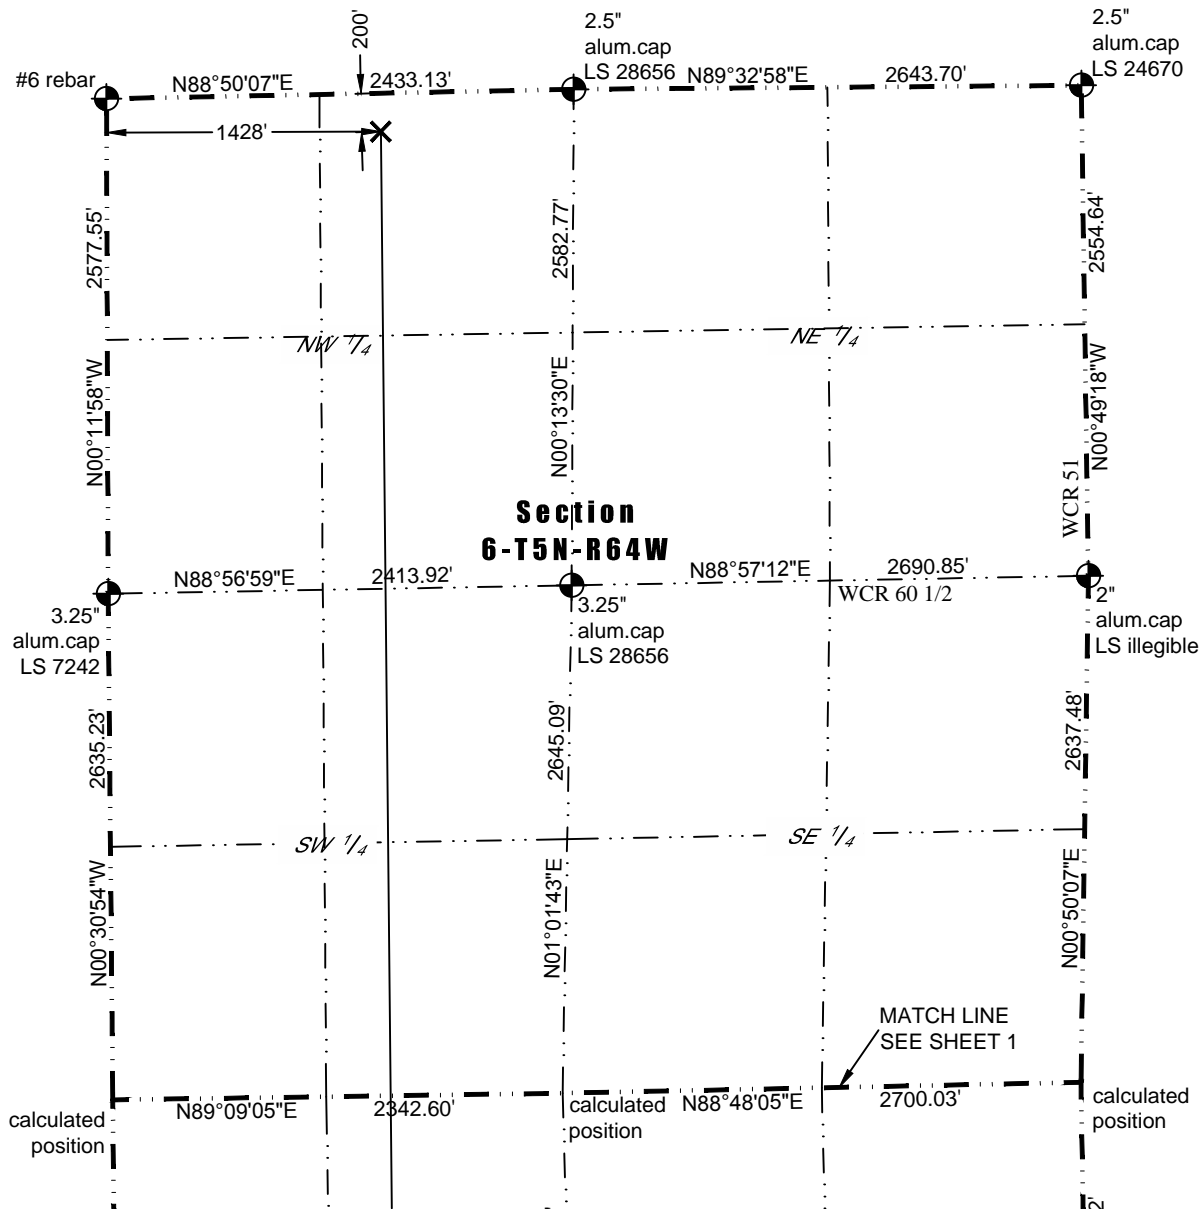 200'
2.5"
alum.cap
LS 28656
2.5"
alum.cap
LS 24670
#6 rebar
N88°50'07"E
2433.13'
N89°32'58"E
2643.70'
1428'
2577.55'
2582.77'
2554.64'
NW 1/4
NE 1/4
N00°11'58"W
N00°13'30"E
N00°49'18"W
WCR 51
Section
6-T5N-R64W
N88°56'59"E
2413.92'
N88°57'12"E
2690.85'
WCR 60 1/2
3.25"
alum.cap
LS 7242
3.25"
alum.cap
LS 28656
2"
alum.cap
LS illegible
2635.23'
2645.09'
2637.48'
SW 1/4
SE 1/4
N00°30'54"W
N01°01'43"E
N00°50'07"E
MATCH LINE
SEE SHEET 1
N89°09'05"E
2342.60'
N88°48'05"E
2700.03'
calculated
position
calculated
position
calculated
position
2'